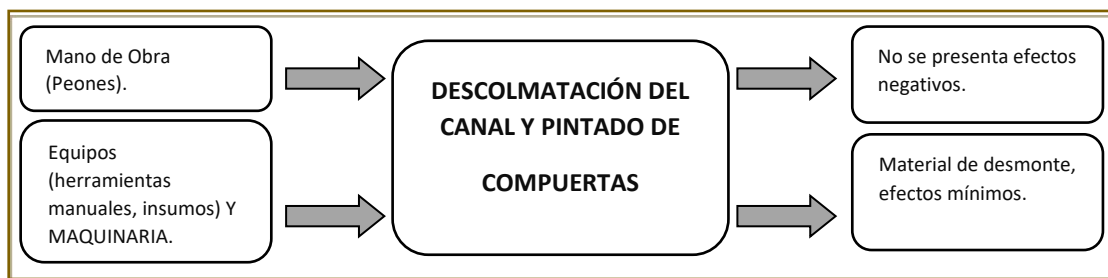 Mano de Obra
(Peones).
Equipos
(herramientas
manuales, insumos) Y
MAQUINARIA.
DESCOLMATACIÓN DEL
CANAL Y PINTADO DE
COMPUERTAS
No se presenta efectos
negativos.
Material de desmonte,
efectos mínimos.